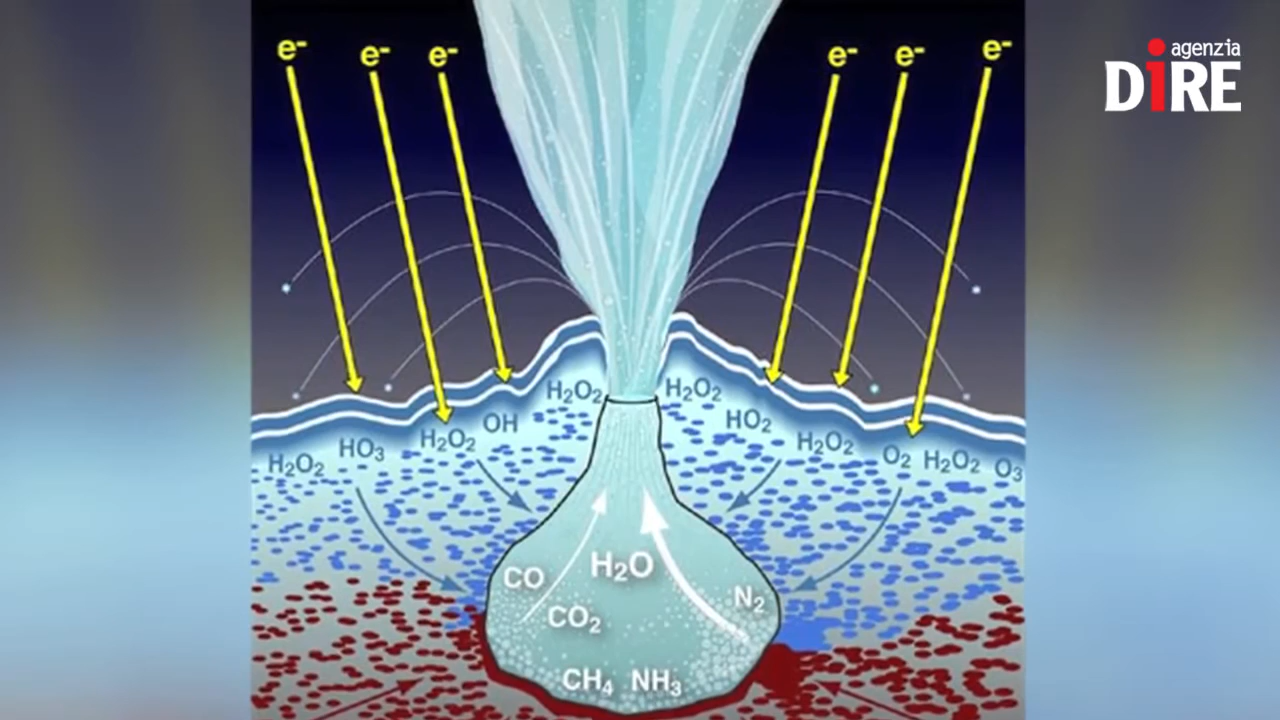 agenzia
DiRE
e⁻ e⁻ e⁻ e⁻ e⁻ e⁻
H₂O₂ H₂O₂
HO₂
OH
H₂O₂ H₂O₂
HO₃ O₂ H₂O₂ O₃
H₂O₂
H₂O
CO N₂
CO₂
CH₄ NH₃